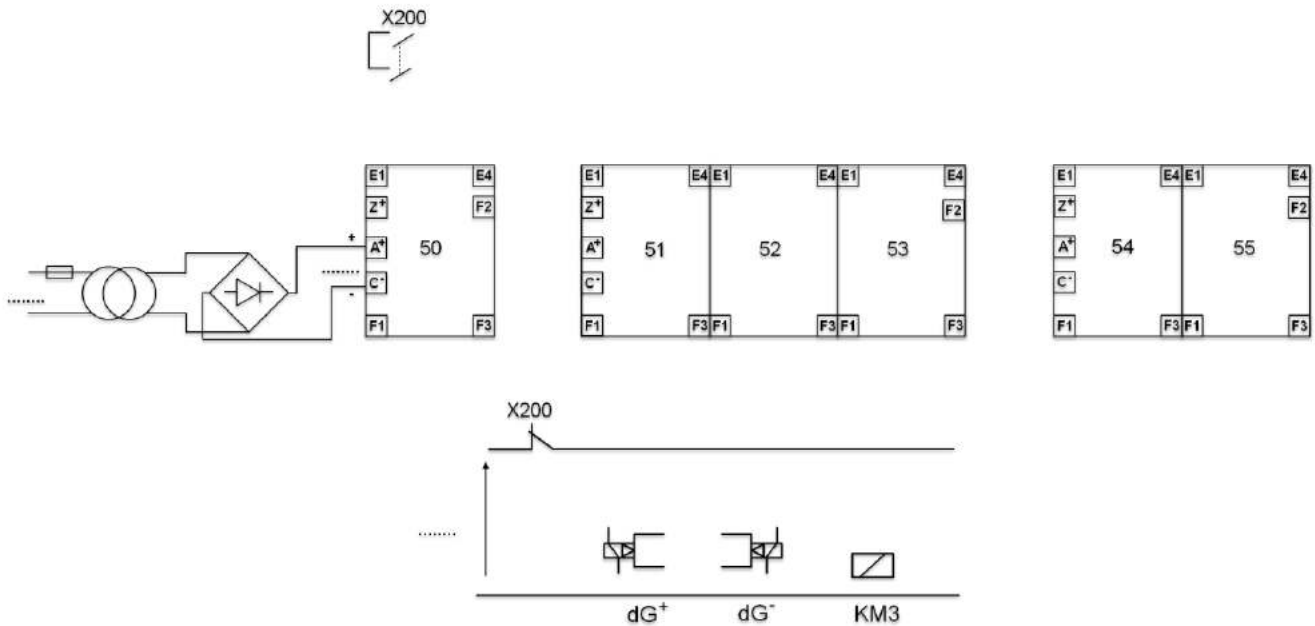 X200
E1 E4 E1 E4 E1 E4 E1 E4 E1 E4 E1 E4
Z+ F2 Z+ F2 Z+ F2
+ A+ 50 A+ 51 52 53 A+ 54 55
........ C- C- C-
........ -
F1 F3 F1 F3 F1 F3 F1 F3 F1 F3 F1 F3
X200
........
dG+ dG- KM3